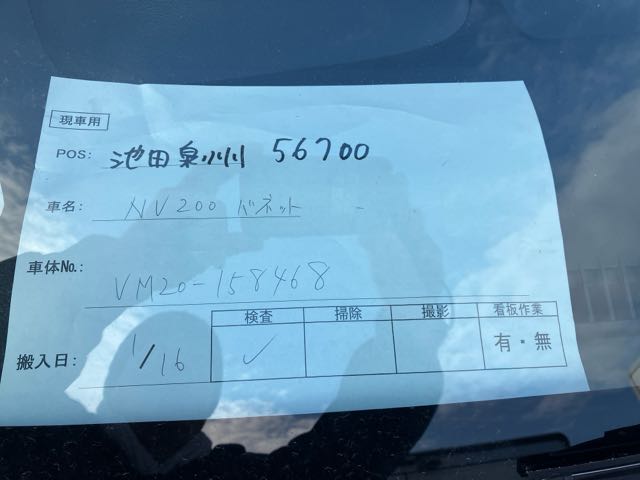 現車用
POS: 池田泉州 56700
車名: NV200 バネット -
車体No.: VM20-158468
検査 掃除 撮影 看板作業
搬入日: 1/16 ✓ 有・無